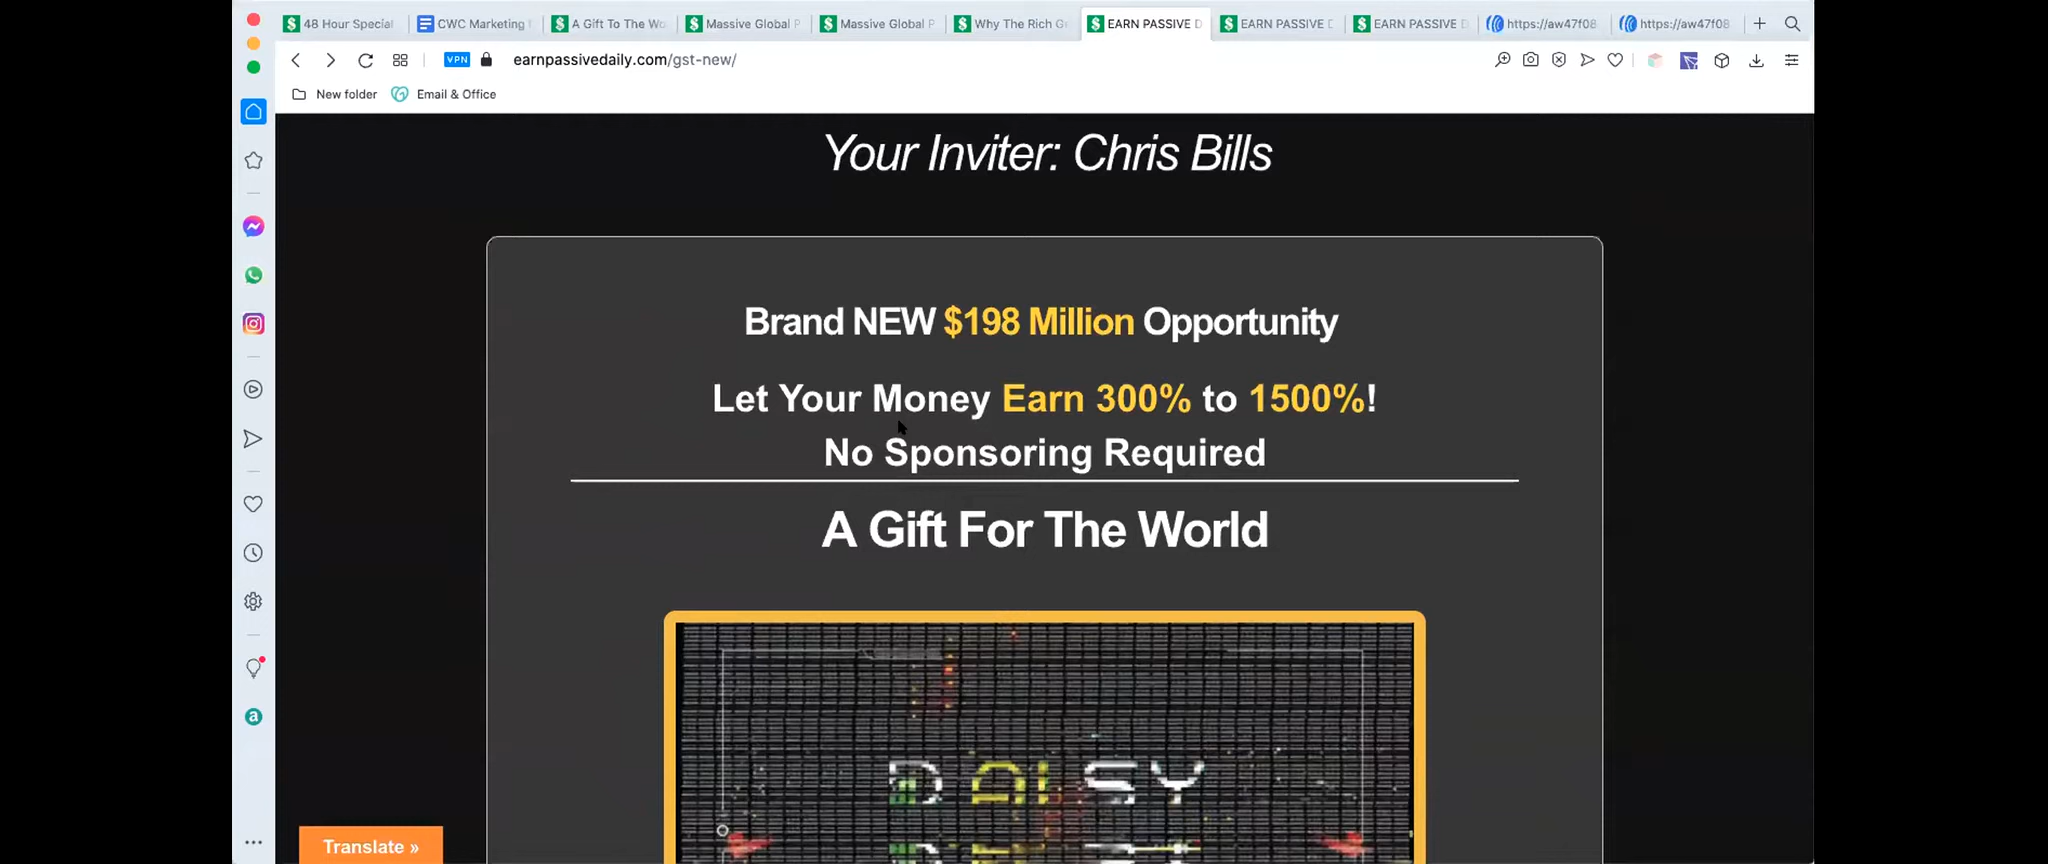 48 Hour Special
CWC Marketing
A Gift To The Wo
Massive Global P
Massive Global P
Why The Rich G
EARN PASSIVE D
EARN PASSIVE D
EARN PASSIVE D
https://aw47f08
https://aw47f08
VPN
earnpassivedaily.com/gst-new/
New folder
Email & Office
Your Inviter: Chris Bills
Brand NEW $198 Million Opportunity
Let Your Money Earn 300% to 1500%!
No Sponsoring Required
A Gift For The World
DAISY
Translate »